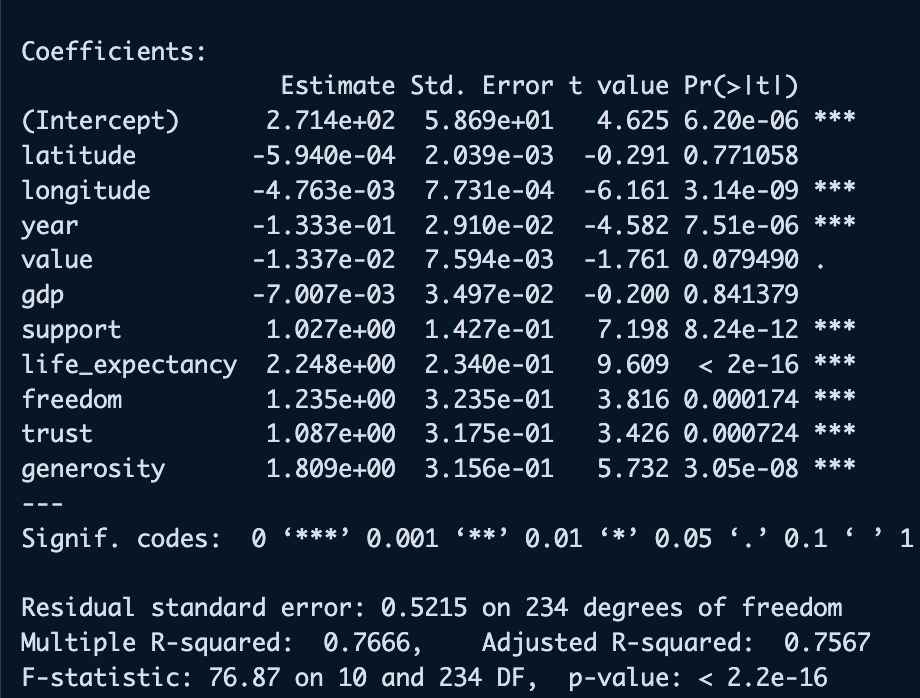 Coefficients:
                   Estimate Std. Error t value Pr(>|t|)
(Intercept)       2.714e+02  5.869e+01   4.625 6.20e-06 ***
latitude         -5.940e-04  2.039e-03  -0.291 0.771058
longitude        -4.763e-03  7.731e-04  -6.161 3.14e-09 ***
year             -1.333e-01  2.910e-02  -4.582 7.51e-06 ***
value            -1.337e-02  7.594e-03  -1.761 0.079490 .
gdp              -7.007e-03  3.497e-02  -0.200 0.841379
support           1.027e+00  1.427e-01   7.198 8.24e-12 ***
life_expectancy   2.248e+00  2.340e-01   9.609  < 2e-16 ***
freedom           1.235e+00  3.235e-01   3.816 0.000174 ***
trust             1.087e+00  3.175e-01   3.426 0.000724 ***
generosity        1.809e+00  3.156e-01   5.732 3.05e-08 ***
---
Signif. codes:  0 ‘***’ 0.001 ‘**’ 0.01 ‘*’ 0.05 ‘.’ 0.1 ‘ ’ 1
Residual standard error: 0.5215 on 234 degrees of freedom
Multiple R-squared:  0.7666,    Adjusted R-squared:  0.7567
F-statistic: 76.87 on 10 and 234 DF,  p-value: < 2.2e-16